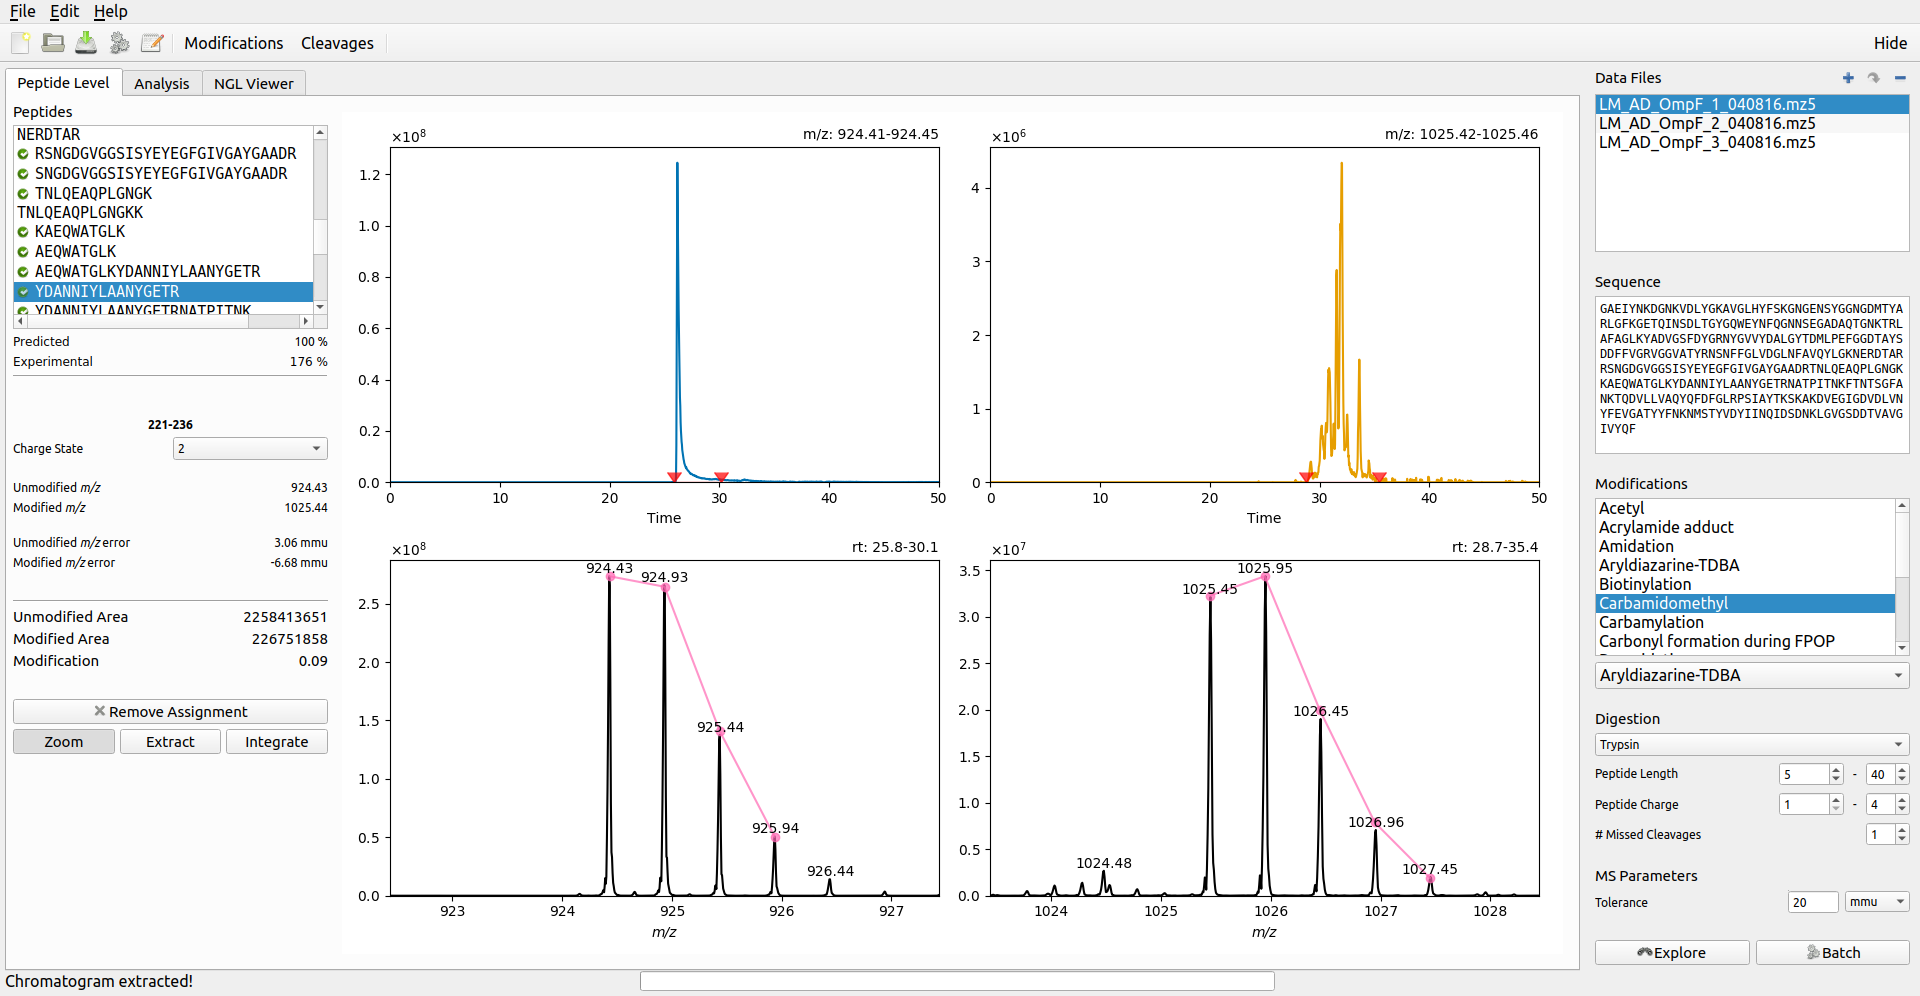 File Edit Help
Modifications Cleavages Hide
Peptide Level Analysis NGL Viewer
Peptides
NERDTAR
RSNGDGVGGSISYEYEGFGIVGAYGAADR
SNGDGVGGSISYEYEGFGIVGAYGAADR
TNLQEAQPLGNGK
TNLQEAQPLGNGKK
KAEQWATGLK
AEQWATGLK
AEQWATGLKYDANNIYLAANYGETR
YDANNIYLAANYGETR
YDANNIYLAANYGETRNATPITNK
Predicted 100 %
Experimental 176 %
221-236
Charge State 2
Unmodified m/z 924.43
Modified m/z 1025.44
Unmodified m/z error 3.06 mmu
Modified m/z error -6.68 mmu
Unmodified Area 2258413651
Modified Area 226751858
Modification 0.09
Remove Assignment
Zoom Extract Integrate
×10⁸ m/z: 924.41-924.45
1.2
1.0
0.8
0.6
0.4
0.2
0.0
0 10 20 30 40 50
Time
×10⁶ m/z: 1025.42-1025.46
4
3
2
1
0
0 10 20 30 40 50
Time
×10⁸ rt: 25.8-30.1
924.43
924.93
925.44
925.94
926.44
2.5
2.0
1.5
1.0
0.5
0.0
923 924 925 926 927
m/z
×10⁷ rt: 28.7-35.4
1025.95
1025.45
1026.45
1026.96
1024.48
1027.45
3.5
3.0
2.5
2.0
1.5
1.0
0.5
0.0
1024 1025 1026 1027 1028
m/z
Data Files
LM_AD_OmpF_1_040816.mz5
LM_AD_OmpF_2_040816.mz5
LM_AD_OmpF_3_040816.mz5
Sequence
GAEIYNKDGNKVDLYGKAVGLHYFSKGNGENSYGGNGDMTYA
RLGFKGETQINSDLTGYGQWEYNFQGNNSEGADAQTGNKTRL
AFAGLKYADVGSFDYGRNYGVVYDALGYTDMLPEFGGDTAYS
DDFFVGRVGGVATYRNSNFFGLVDGLNFAVQYLGKNERDTAR
RSNGDGVGGSISYEYEGFGIVGAYGAADRTNLQEAQPLGNGK
KAEQWATGLKYDANNIYLAANYGETRNATPITNKFTNTSGFA
NKTQDVLLVAQYQFDFGLRPSIAYTKSKAKDVEGIGDVDLVN
YFEVGATYYFNKNMSTYVDYIINQIDSDNKLGVGSDDTVAVG
IVYQF
Modifications
Acetyl
Acrylamide adduct
Amidation
Aryldiazarine-TDBA
Biotinylation
Carbamidomethyl
Carbamylation
Carbonyl formation during FPOP
Aryldiazarine-TDBA
Digestion
Trypsin
Peptide Length 5 - 40
Peptide Charge 1 - 4
# Missed Cleavages 1
MS Parameters
Tolerance 20 mmu
Explore Batch
Chromatogram extracted!